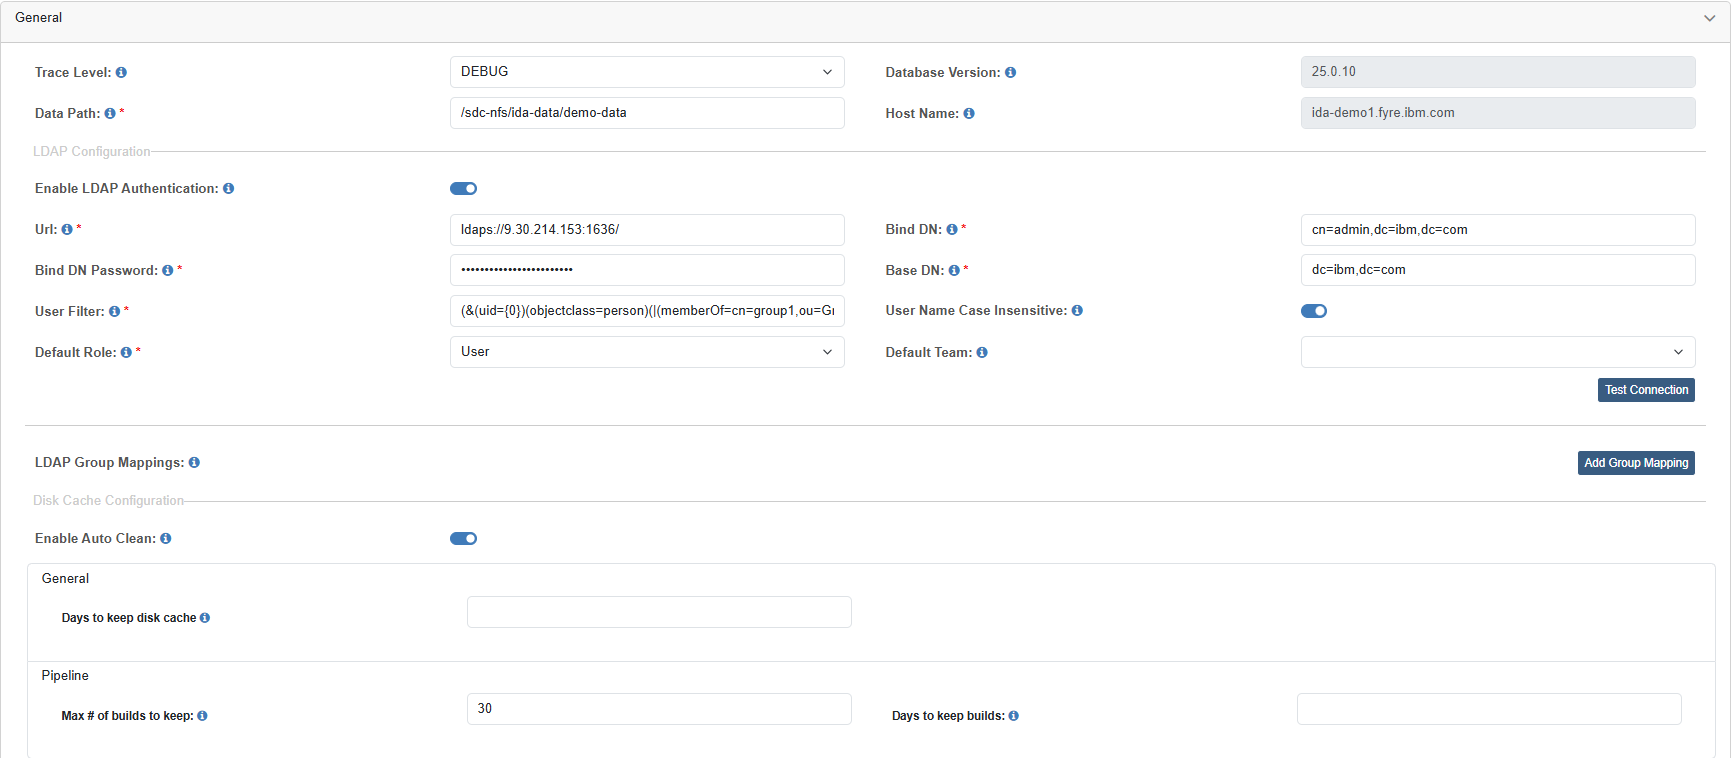 General
Trace Level: DEBUG Database Version: 25.0.10
Data Path: * /sdc-nfs/ida-data/demo-data Host Name: ida-demo1.fyre.ibm.com
LDAP Configuration
Enable LDAP Authentication:
Url: * ldaps://9.30.214.153:1636/ Bind DN: * cn=admin,dc=ibm,dc=com
Bind DN Password: * •••••••••••••••••••••••• Base DN: * dc=ibm,dc=com
User Filter: * (&(uid={0})(objectclass=person)(|(memberOf=cn=group1,ou=Gr User Name Case Insensitive:
Default Role: * User Default Team:
Test Connection
LDAP Group Mappings: Add Group Mapping
Disk Cache Configuration
Enable Auto Clean:
General
Days to keep disk cache
Pipeline
Max # of builds to keep: 30 Days to keep builds: